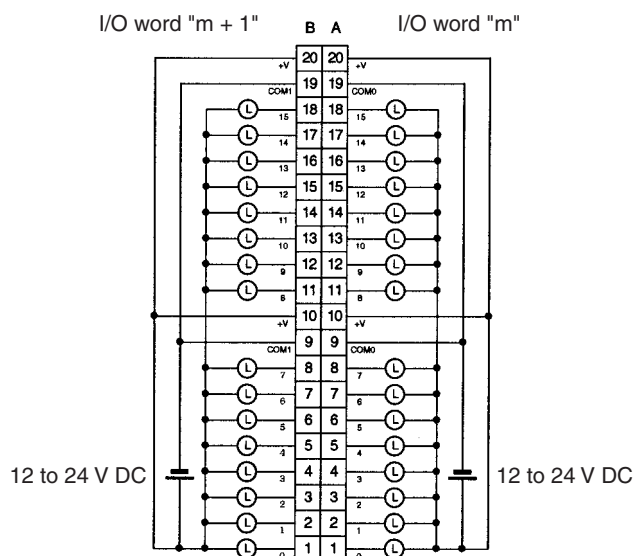 I/O word "m + 1" B A I/O word "m"
+V 20 20 +V
COM1 19 19 COM0
L 15 18 18 15 L
L 14 17 17 14 L
L 13 16 16 13 L
L 12 15 15 12 L
L 11 14 14 11 L
L 10 13 13 10 L
L 9 12 12 9 L
L 8 11 11 8 L
+V 10 10 +V
COM1 9 9 COM0
L 7 8 8 7 L
L 6 7 7 6 L
L 5 6 6 5 L
L 4 5 5 4 L
12 to 24 V DC L 3 4 4 3 L 12 to 24 V DC
L 2 3 3 2 L
L 1 2 2 1 L
L 0 1 1 0 L